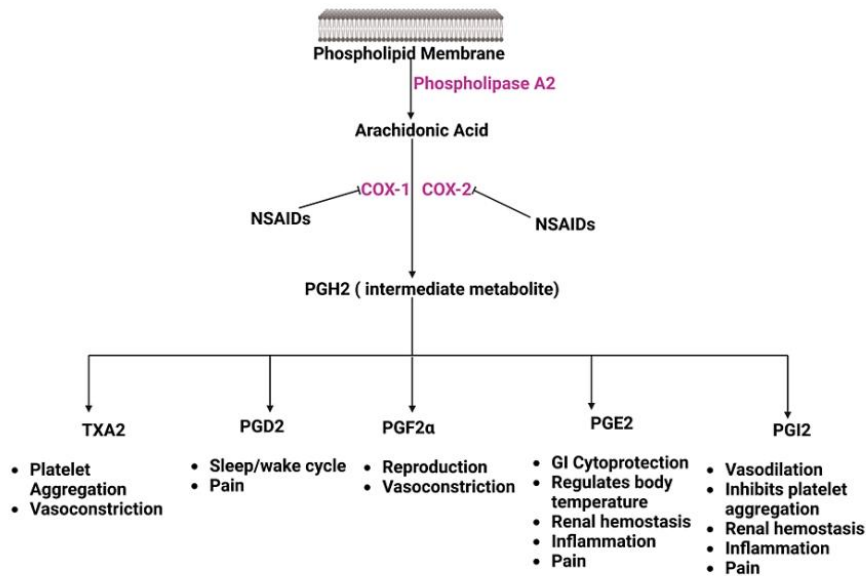 Phospholipid Membrane
Phospholipase A2
Arachidonic Acid
COX-1 COX-2
NSAIDs
NSAIDs
PGH2 ( intermediate metabolite)
TXA2
• Platelet
Aggregation
• Vasoconstriction
PGD2
• Sleep/wake cycle
• Pain
PGF2α
• Reproduction
• Vasoconstriction
PGE2
• GI Cytoprotection
• Regulates body
temperature
• Renal hemostasis
• Inflammation
• Pain
PGI2
• Vasodilation
• Inhibits platelet
aggregation
• Renal hemostasis
• Inflammation
• Pain